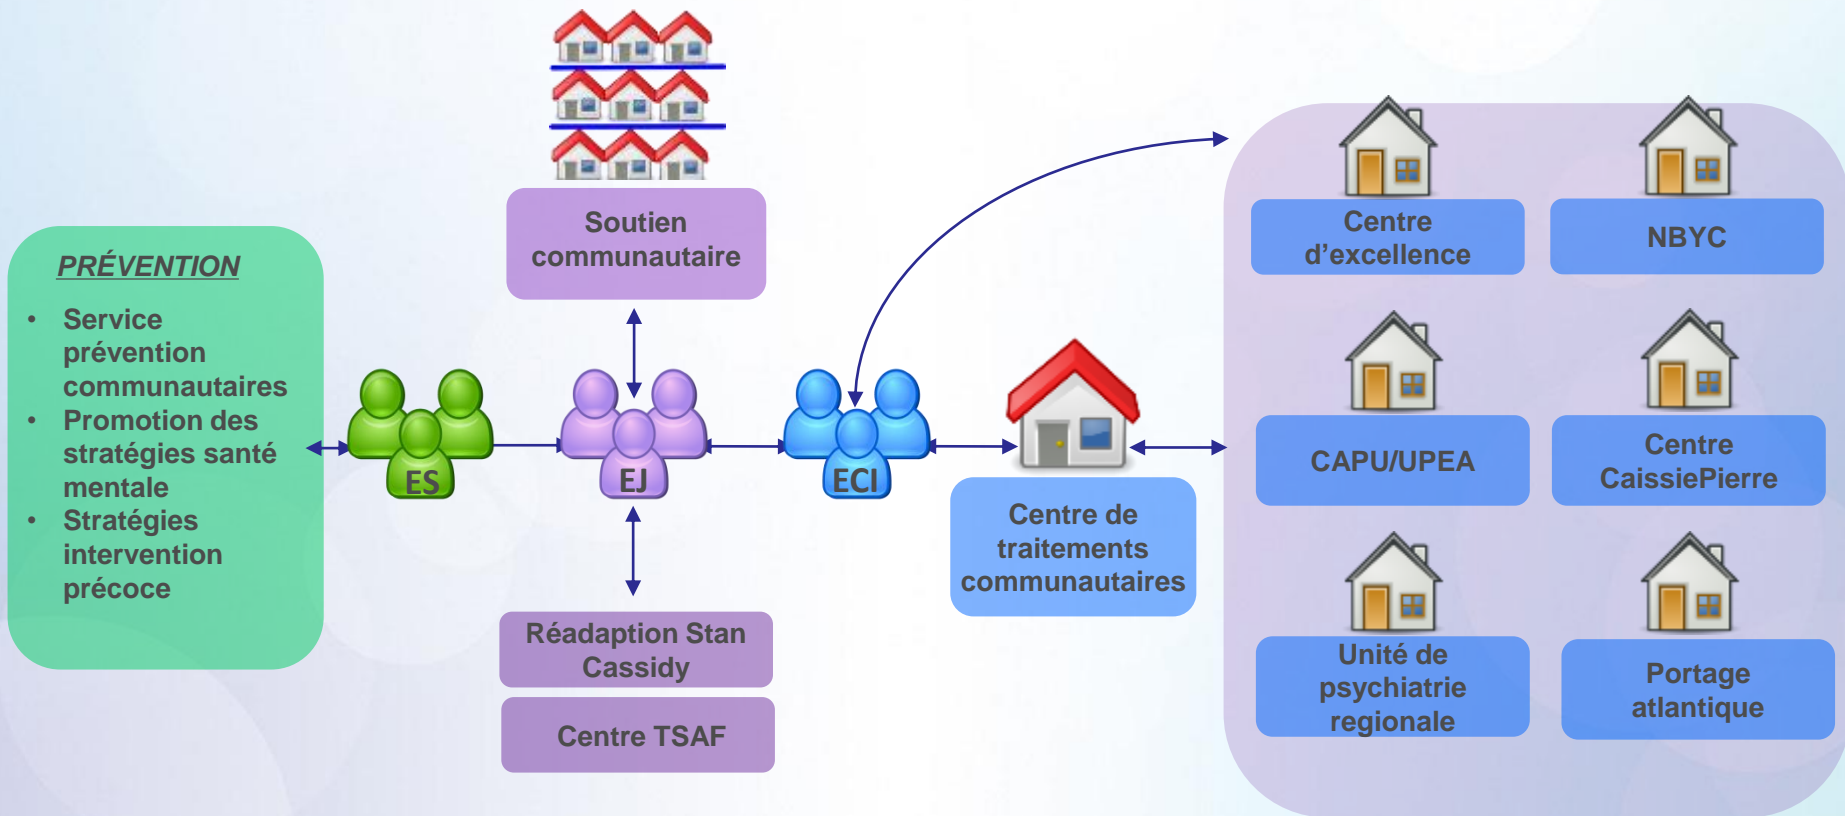 PRÉVENTION
• Service
prévention
communautaires
• Promotion des
stratégies santé
mentale
• Stratégies
intervention
précoce
Soutien
communautaire
ES
EJ
ECI
Réadaption Stan
Cassidy
Centre TSAF
Centre de
traitements
communautaires
Centre
d'excellence
NBYC
CAPU/UPEA
Centre
CaissiePierre
Unité de
psychiatrie
regionale
Portage
atlantique